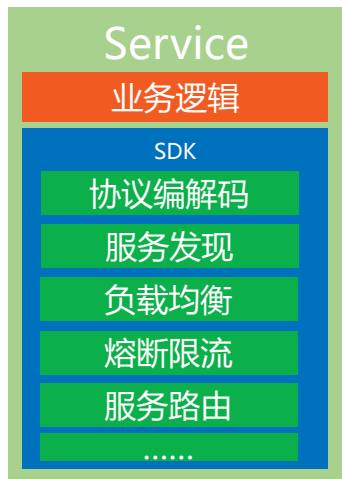 Service
业务逻辑
SDK
协议编解码
服务发现
负载均衡
熔断限流
服务路由
......